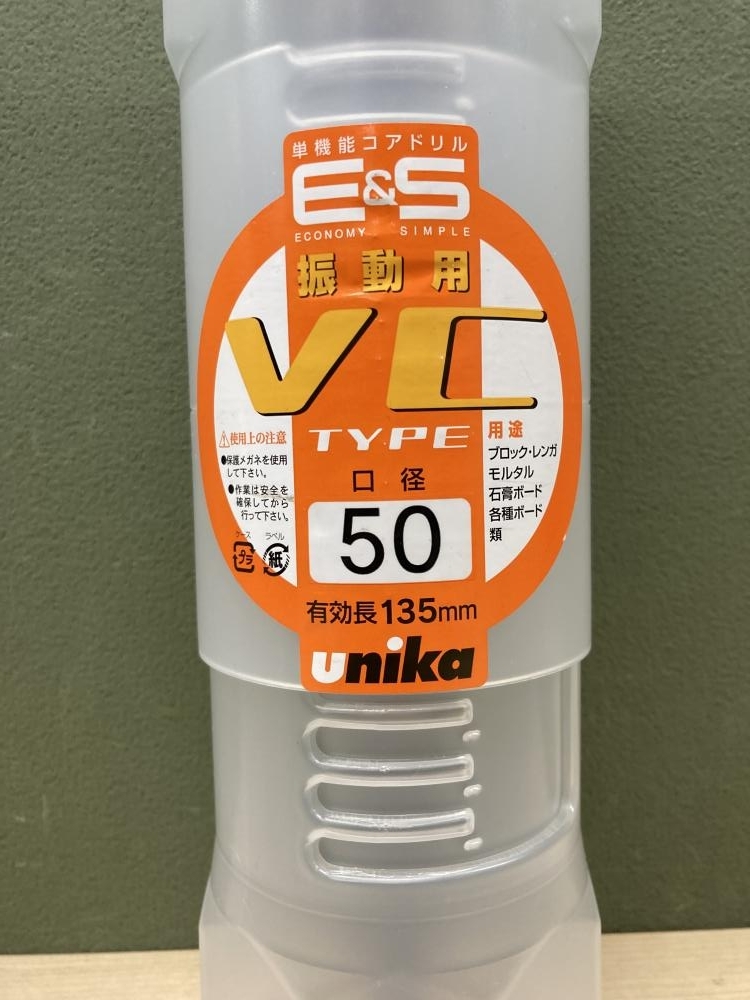 単機能コアドリル
E&S
ECONOMY SIMPLE
振動用
VC
TYPE
⚠使用上の注意
●保護メガネを使用
して下さい。
●作業は安全を
確保してから
行って下さい。
ケース ラベル
プラ 紙
用途
ブロック・レンガ
モルタル
石膏ボード
各種ボード
類
口径
50
有効長135mm
unika